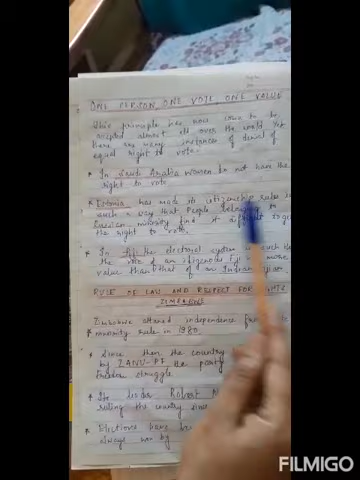 ONE PERSON, ONE VOTE, ONE VALUE
This principle has now come to be
accepted almost all over the world yet
there are many instances of denial of
equal right to vote.
* In Saudi Arabia women do not have the
right to vote
* Estonia has made its citizenship rules in
such a way that People belonging to
Russian minority find it difficult to get
the right to vote.
* In Fiji the electoral system is such
the vote of an indigenous Fiji more
value than that of an Indian
RULE OF LAW AND RESPECT FOR RIGHTS
ZIMBABWE
Zimbabwe attained independence from
minority rule in 1980.
* Since then the country
by ZANU-PF the party
freedom struggle
* Its leader Robert
ruling the country since
* Elections have be
always won by
FILMIGO